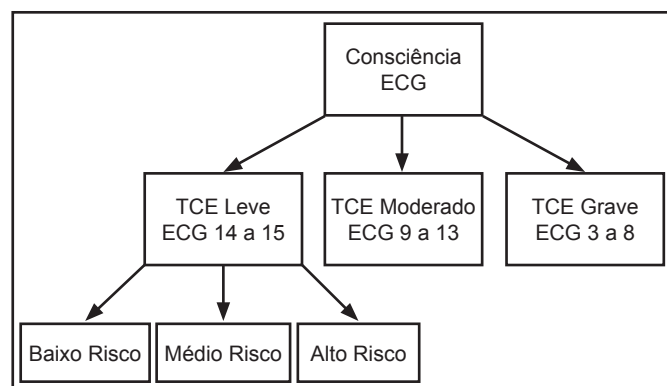 Consciência
ECG
TCE Leve
ECG 14 a 15
TCE Moderado
ECG 9 a 13
TCE Grave
ECG 3 a 8
Baixo Risco
Médio Risco
Alto Risco